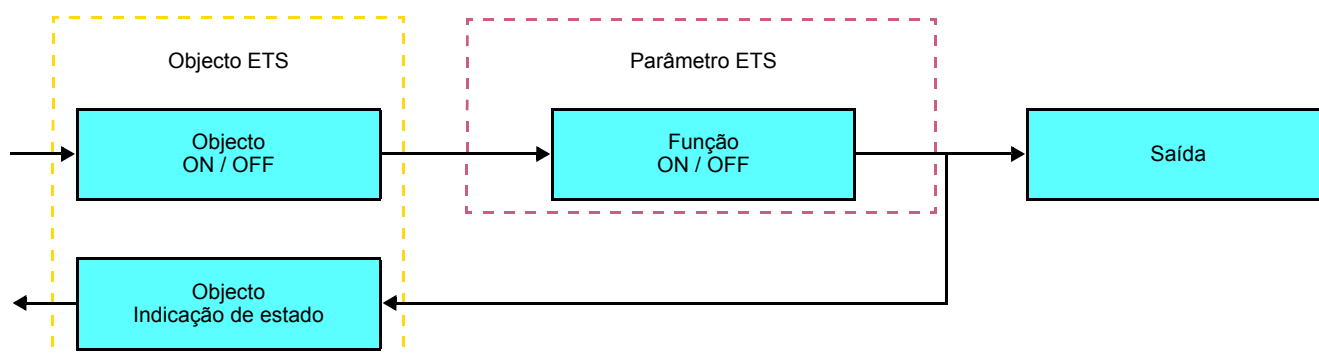 Objecto ETS
Parâmetro ETS
Objecto
ON / OFF
Função
ON / OFF
Saída
Objecto
Indicação de estado